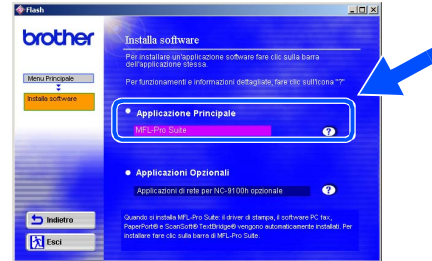 Flash
brother
Installa software
Per installare un'applicazione software fare clic sulla barra
dell'applicazione stessa.
Per funzionamenti e informazioni dettagliate, fare clic sull'icona "?"
Menu Principale
Installa software
Applicazione Principale
MFL-Pro Suite
?
Applicazioni Opzionali
Applicazioni di rete per NC-9100h opzionale
?
Indietro
Esci
Quando si installa MFL-Pro Suite: il driver di stampa, il software PC fax,
PaperPort® e ScanSoft® TextBridge® vengono automaticamente installati. Per
installare fare clic sulla barra di MFL-Pro Suite.